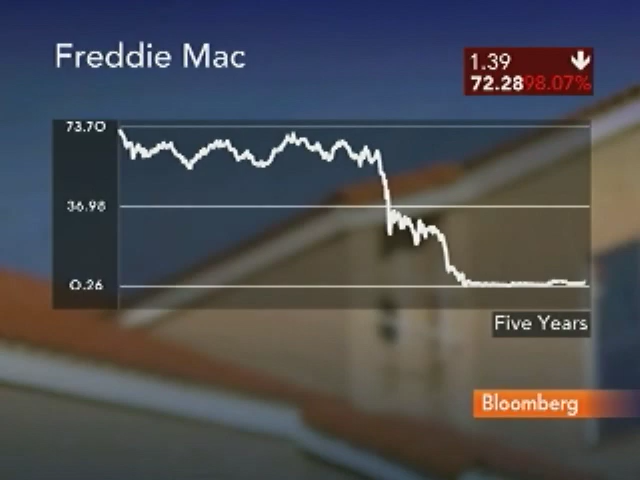 Freddie Mac
1.39
72.28 98.07%
73.70
36.98
0.26
Five Years
Bloomberg